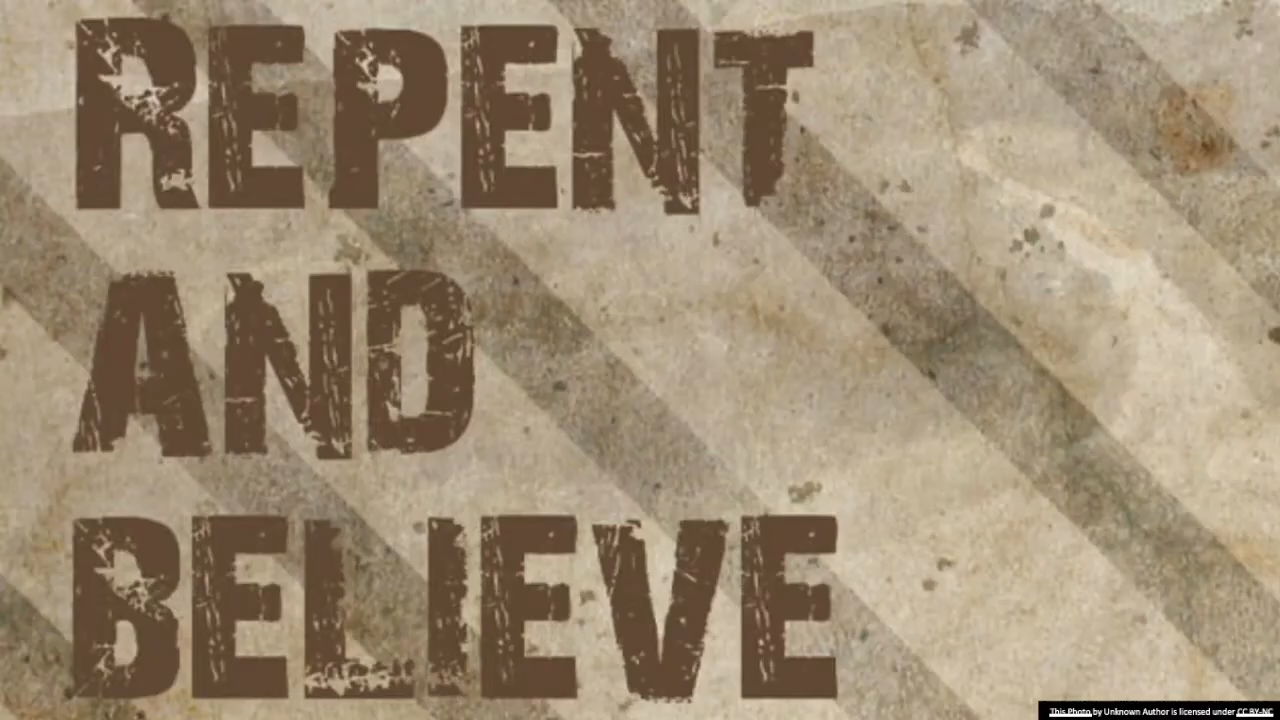 REPENT
AND
BELIEVE
This Photo by Unknown Author is licensed under CC BY-NC